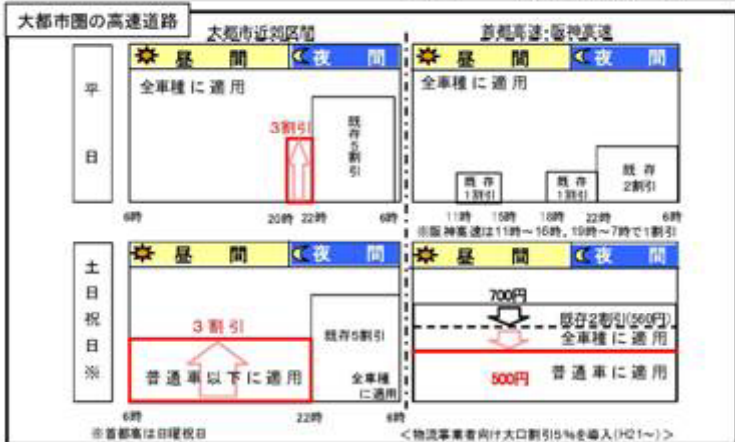 大都市圏の高速道路
大都市近郊区間
首都高速・阪神高速
昼 間 夜 間
昼 間 夜 間
平日
全車種に適用
3割引
既存5割引
6時 20時 22時 6時
全車種に適用
既存1割引
既存1割引
既存2割引
11時 15時 18時 22時 6時
※阪神高速は11時~16時、19時~7時で1割引
土日祝日※
昼 間 夜 間
昼 間 夜 間
3割引
普通車以下に適用
既存5割引
全車種に適用
6時 22時 6時
700円
既存2割引(560円)
全車種に適用
500円
普通車に適用
※首都高は日曜祝日
<物流事業者向け大口割引5%を導入(H21~)>